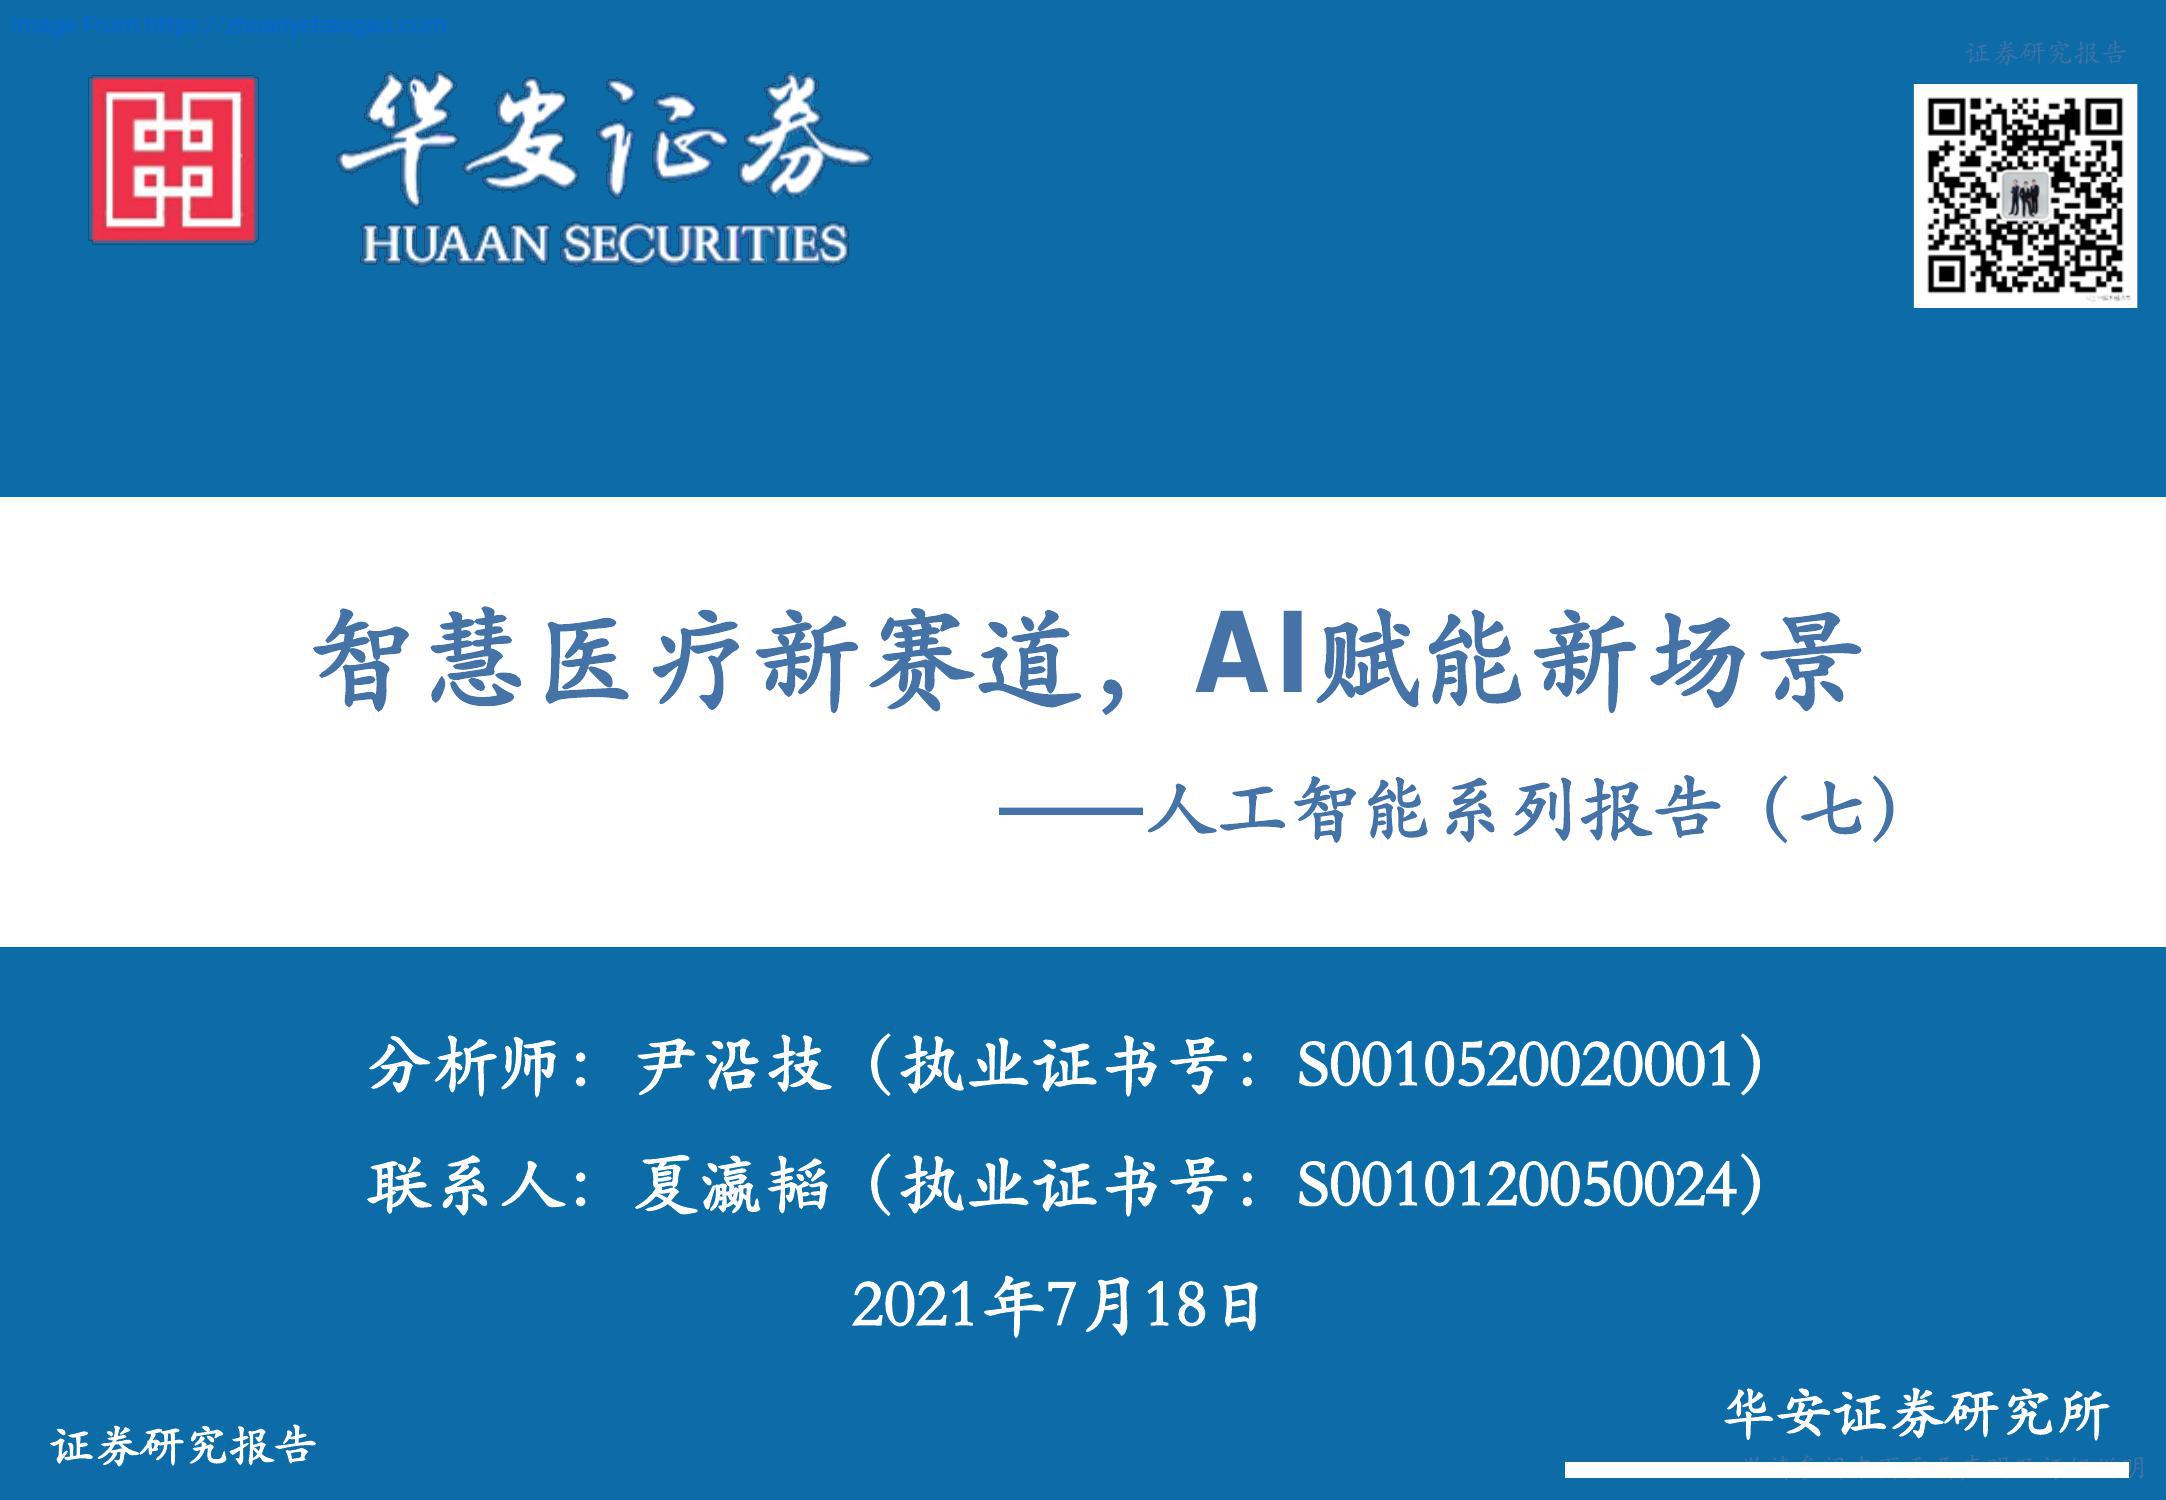 证券研究报告
华安证券
HUAAN SECURITIES
智慧医疗新赛道，AI赋能新场景
——人工智能系列报告（七）
分析师：尹沿技（执业证书号：S0010520020001）
联系人：夏瀛韬（执业证书号：S0010120050024）
2021年7月18日
华安证券研究所
证券研究报告